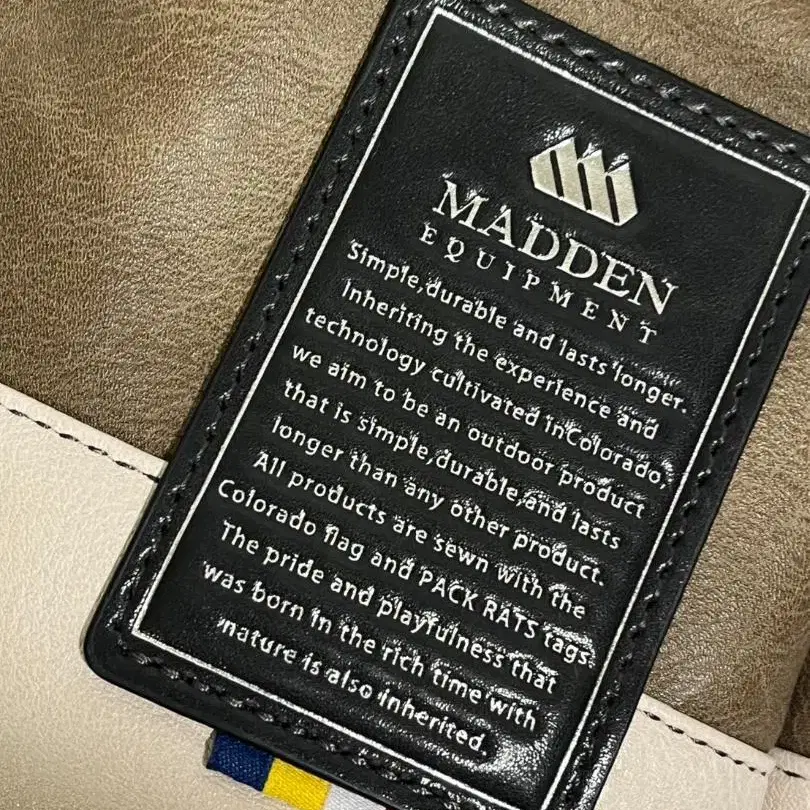 MADDEN
EQUIPMENT
Simple,durable and lasts longer.
Inheriting the experience and
technology cultivated inColorado,
we aim to be an outdoor product
that is simple,durable,and lasts
longer than any other product.
All products are sewn with the
Colorado flag and PACK RATS tags.
The pride and playfulness that
was born in the rich time with
nature is also inherited.